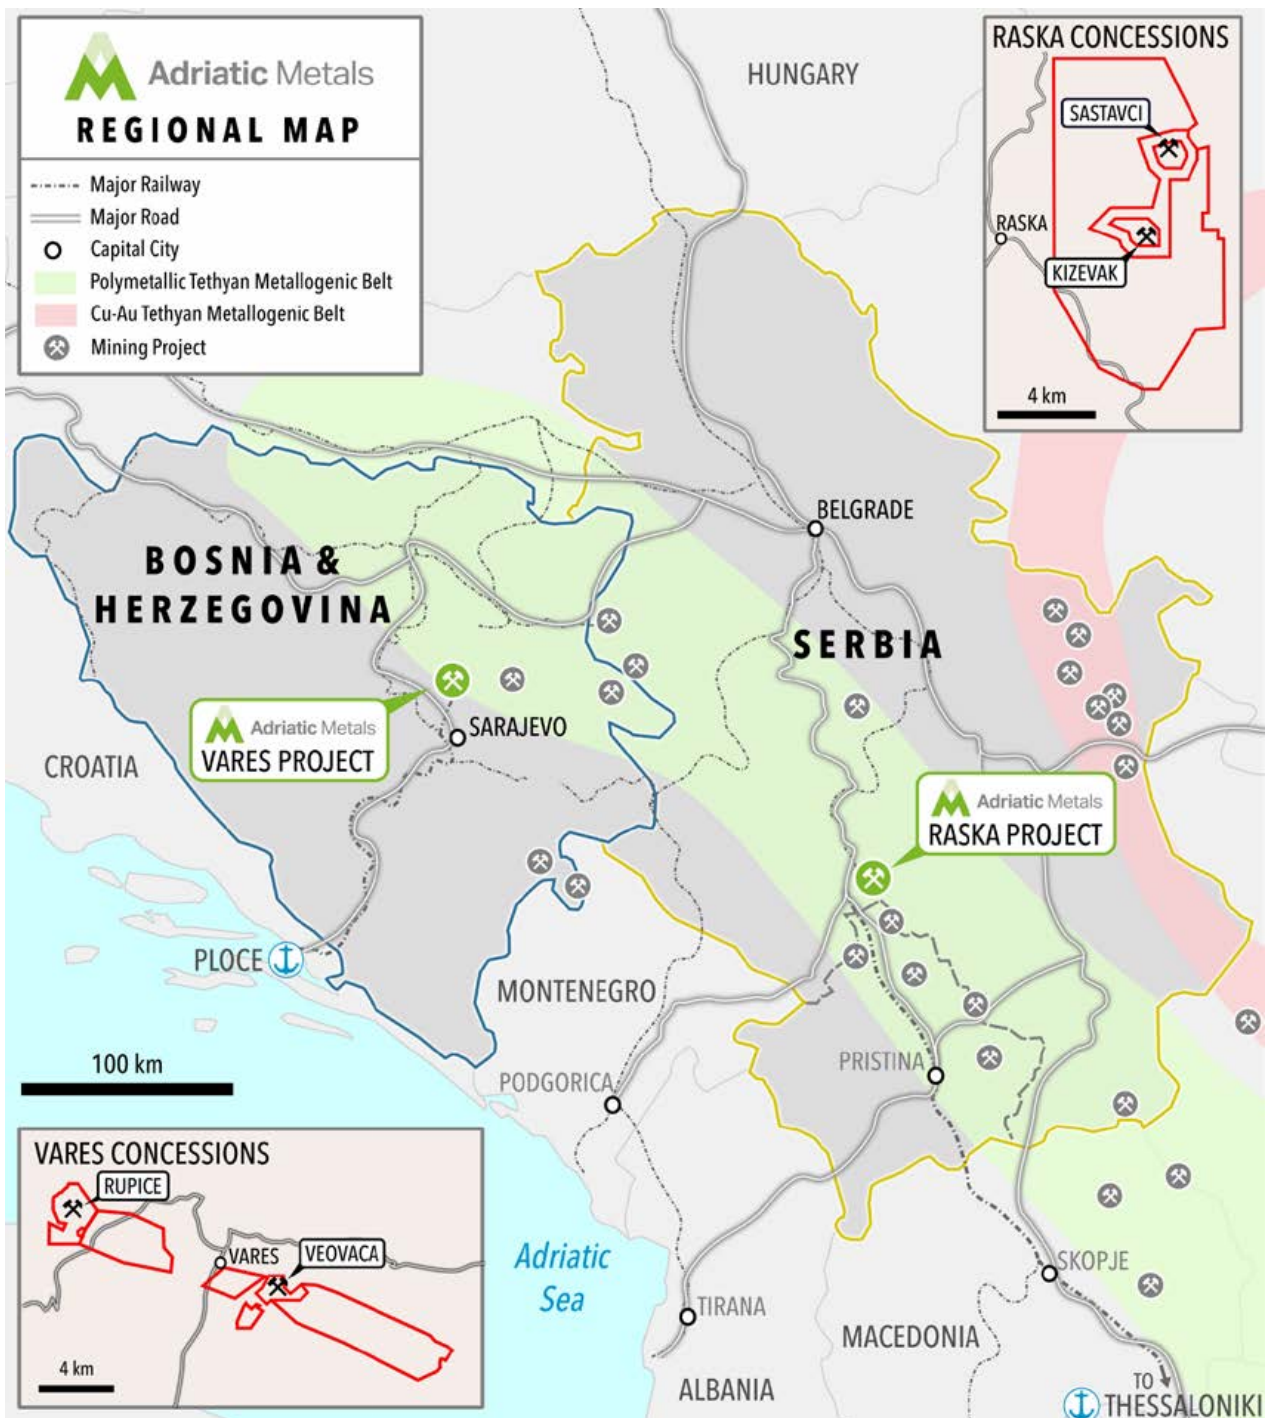 Adriatic Metals
REGIONAL MAP
Major Railway
Major Road
Capital City
Polymetallic Tethyan Metallogenic Belt
Cu-Au Tethyan Metallogenic Belt
Mining Project
HUNGARY
RASKA CONCESSIONS
SASTAVCI
RASKA
KIZEVAK
4 km
BELGRADE
BOSNIA &
HERZEGOVINA
SERBIA
Adriatic Metals
VARES PROJECT
SARAJEVO
CROATIA
Adriatic Metals
RASKA PROJECT
PLOCE
MONTENEGRO
100 km
PODGORICA
PRISTINA
VARES CONCESSIONS
RUPICE
VARES
VEOVACA
4 km
Adriatic
Sea
SKOPJE
TIRANA
MACEDONIA
ALBANIA
TO
THESSALONIKI